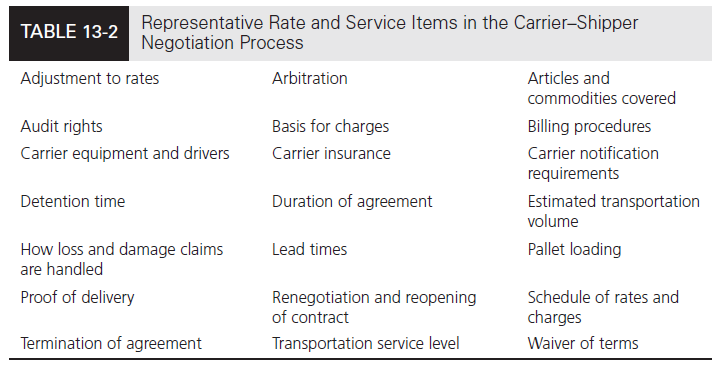 TABLE 13-2
Representative Rate and Service Items in the Carrier–Shipper
Negotiation Process
Adjustment to rates
Arbitration
Articles and
commodities covered
Audit rights
Basis for charges
Billing procedures
Carrier equipment and drivers
Carrier insurance
Carrier notification
requirements
Detention time
Duration of agreement
Estimated transportation
volume
How loss and damage claims
are handled
Lead times
Pallet loading
Proof of delivery
Renegotiation and reopening
of contract
Schedule of rates and
charges
Termination of agreement
Transportation service level
Waiver of terms